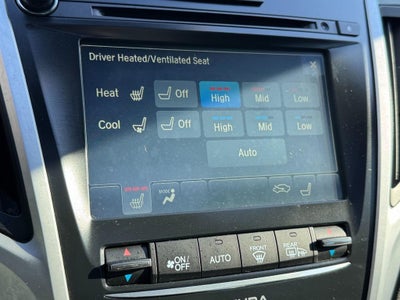 Driver Heated/Ventilated Seat
Heat Off High Mid Low
Cool Off High Mid Low
Auto
MODE
ON/
OFF
AUTO
FRONT
REAR